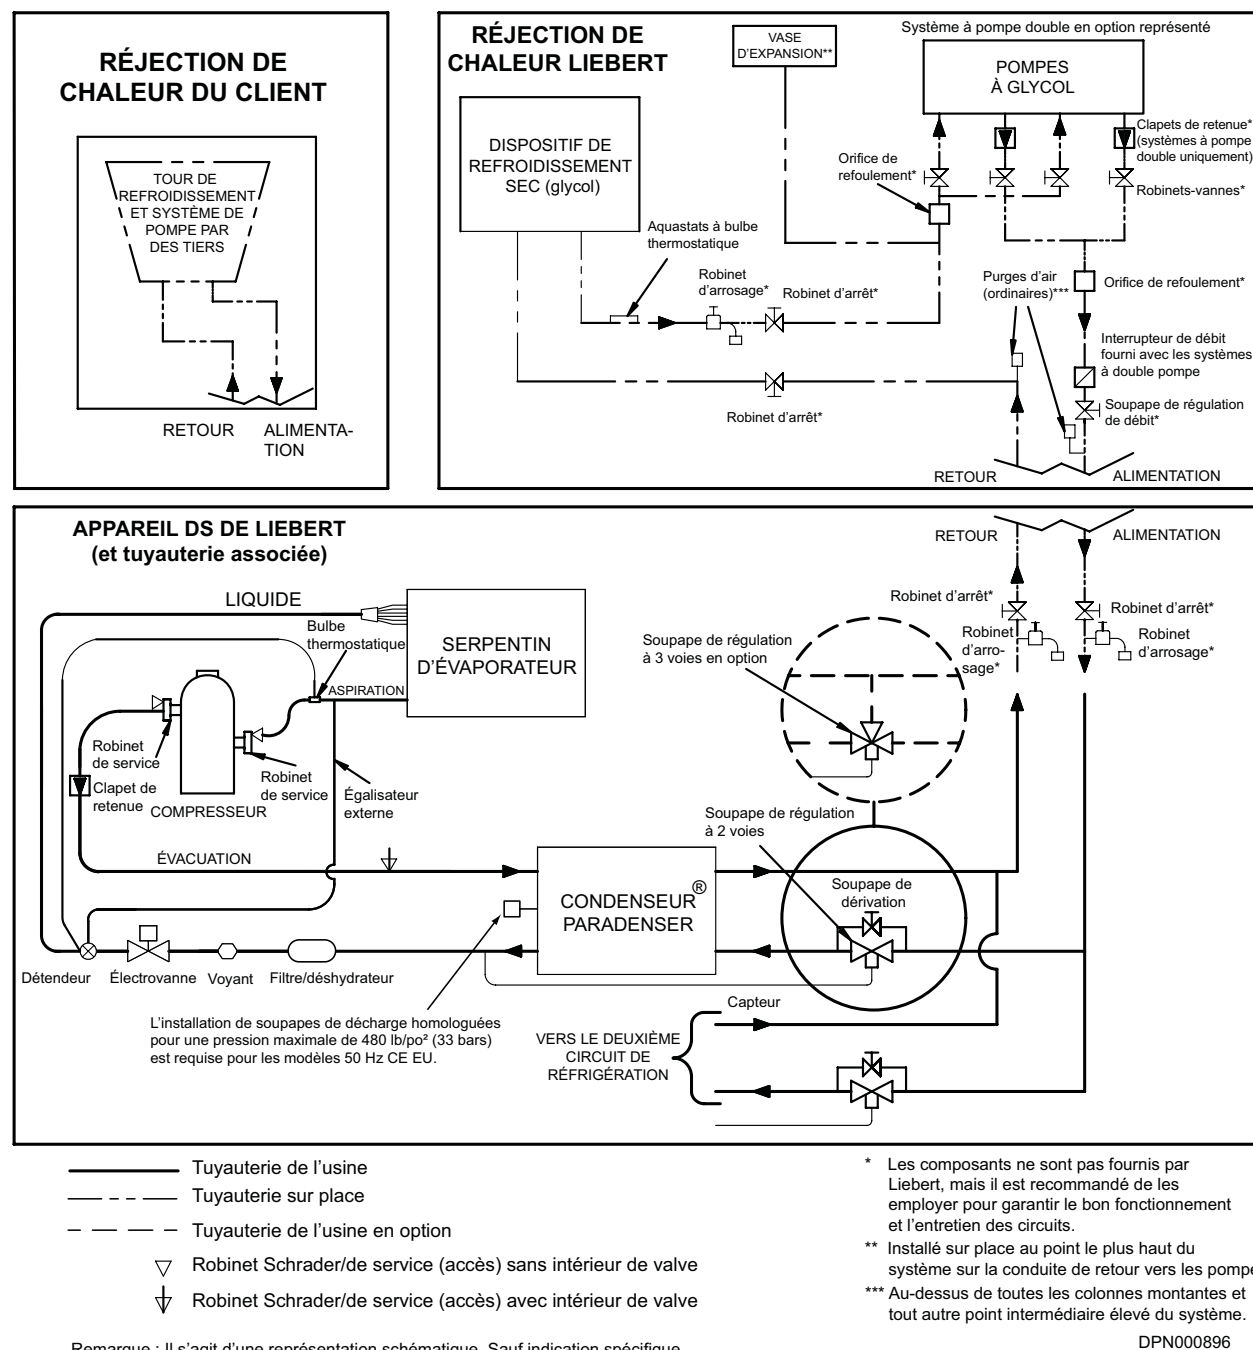 RÉJECTION DE
CHALEUR DU CLIENT
TOUR DE
REFROIDISSEMENT
ET SYSTÈME DE
POMPE PAR
DES TIERS
RETOUR
ALIMENTA-
TION
RÉJECTION DE
CHALEUR LIEBERT
VASE
D'EXPANSION**
Système à pompe double en option représenté
POMPES
À GLYCOL
DISPOSITIF DE
REFROIDISSEMENT
SEC (glycol)
Orifice de
refoulement*
Clapets de retenue*
(systèmes à pompe
double uniquement)
Robinets-vannes*
Aquastats à bulbe
thermostatique
Robinet
d'arrosage*
Robinet d'arrêt*
Purges d'air
(ordinaires)***
Orifice de refoulement*
Interrupteur de débit
fourni avec les systèmes
à double pompe
Soupape de régulation
de débit*
Robinet d'arrêt*
RETOUR
ALIMENTATION
APPAREIL DS DE LIEBERT
(et tuyauterie associée)
RETOUR
ALIMENTATION
LIQUIDE
Bulbe
thermostatique
SERPENTIN
D'ÉVAPORATEUR
ASPIRATION
Robinet d'arrêt*
Robinet d'arrêt*
Robinet
d'arro-
sage*
Robinet
d'arrosage*
Soupape de régulation
à 3 voies en option
Robinet
de service
Clapet de
retenue
Robinet
de service
COMPRESSEUR
Égalisateur
externe
Soupape de régulation
à 2 voies
ÉVACUATION
CONDENSEUR®
PARADENSER
Soupape de
dérivation
Détendeur
Électrovanne
Voyant
Filtre/déshydrateur
Capteur
L'installation de soupapes de décharge homologuées
pour une pression maximale de 480 lb/po² (33 bars)
est requise pour les modèles 50 Hz CE EU.
VERS LE DEUXIÈME
CIRCUIT DE
RÉFRIGÉRATION
Tuyauterie de l'usine
Tuyauterie sur place
Tuyauterie de l'usine en option
Robinet Schrader/de service (accès) sans intérieur de valve
Robinet Schrader/de service (accès) avec intérieur de valve
* Les composants ne sont pas fournis par
Liebert, mais il est recommandé de les
employer pour garantir le bon fonctionnement
et l'entretien des circuits.
** Installé sur place au point le plus haut du
système sur la conduite de retour vers les pompe
*** Au-dessus de toutes les colonnes montantes et
tout autre point intermédiaire élevé du système.
DPN000896
Remarque : Il s'agit d'une représentation schématique. Sauf indication spécifique